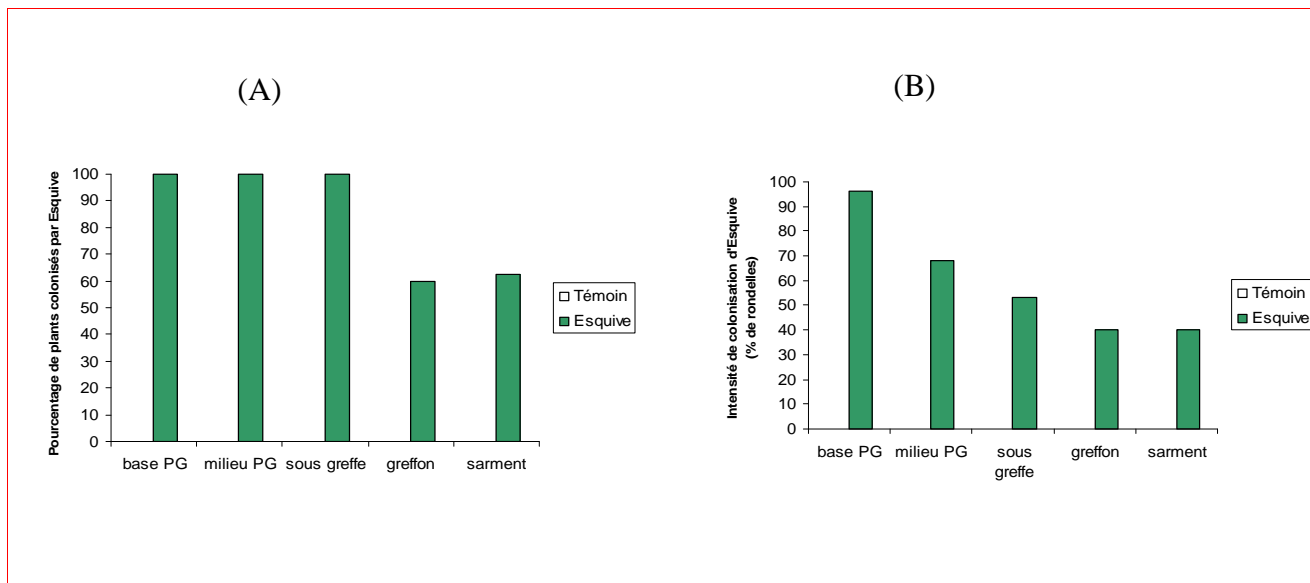 (A)
Pourcentage de plants colonisés par Esquive
100
90
80
70
60
50
40
30
20
10
0
base PG milieu PG sous greffe greffon sarment
Témoin
Esquive
(B)
Intensité de colonisation d'Esquive
(% de rondelles)
100
90
80
70
60
50
40
30
20
10
0
base PG milieu PG sous greffon sarment
greffe
Témoin
Esquive